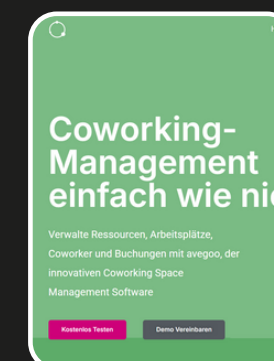 Coworking-
Management
einfach wie
Verwalte Ressourcen, Arbeitsplätze,
Coworker und Buchungen mit avegoo, der
innovativen Coworking Space
Management Software
Kostenlos Testen
Demo Vereinbaren